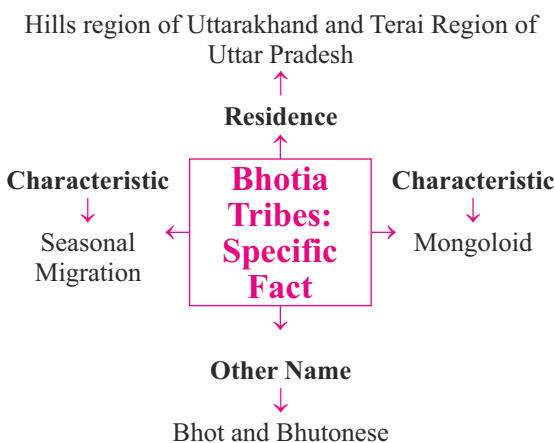 Hills region of Uttarakhand and Terai Region of
Uttar Pradesh
Residence
Characteristic
Seasonal
Migration
Bhotia
Tribes:
Specific
Fact
Characteristic
Mongoloid
Other Name
Bhot and Bhutonese